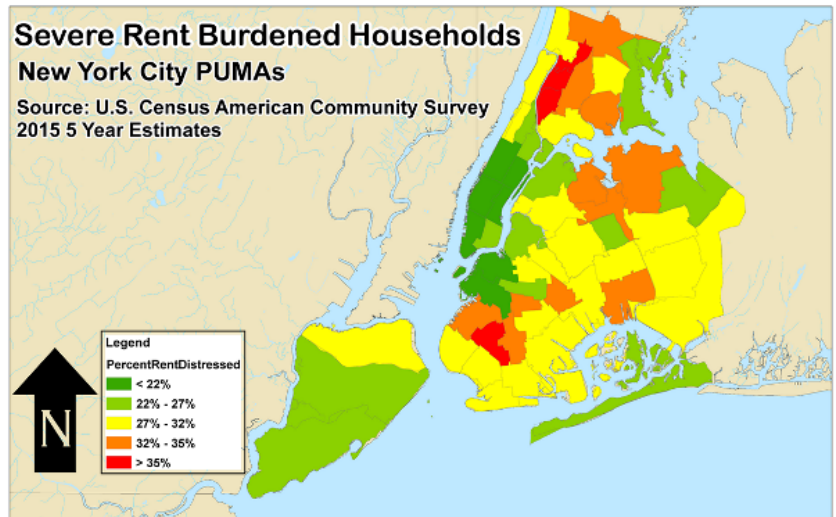 Severe Rent Burdened Households
New York City PUMAs
Source: U.S. Census American Community Survey
2015 5 Year Estimates
Legend
PercentRentDistressed
< 22%
22% - 27%
27% - 32%
32% - 35%
> 35%
N